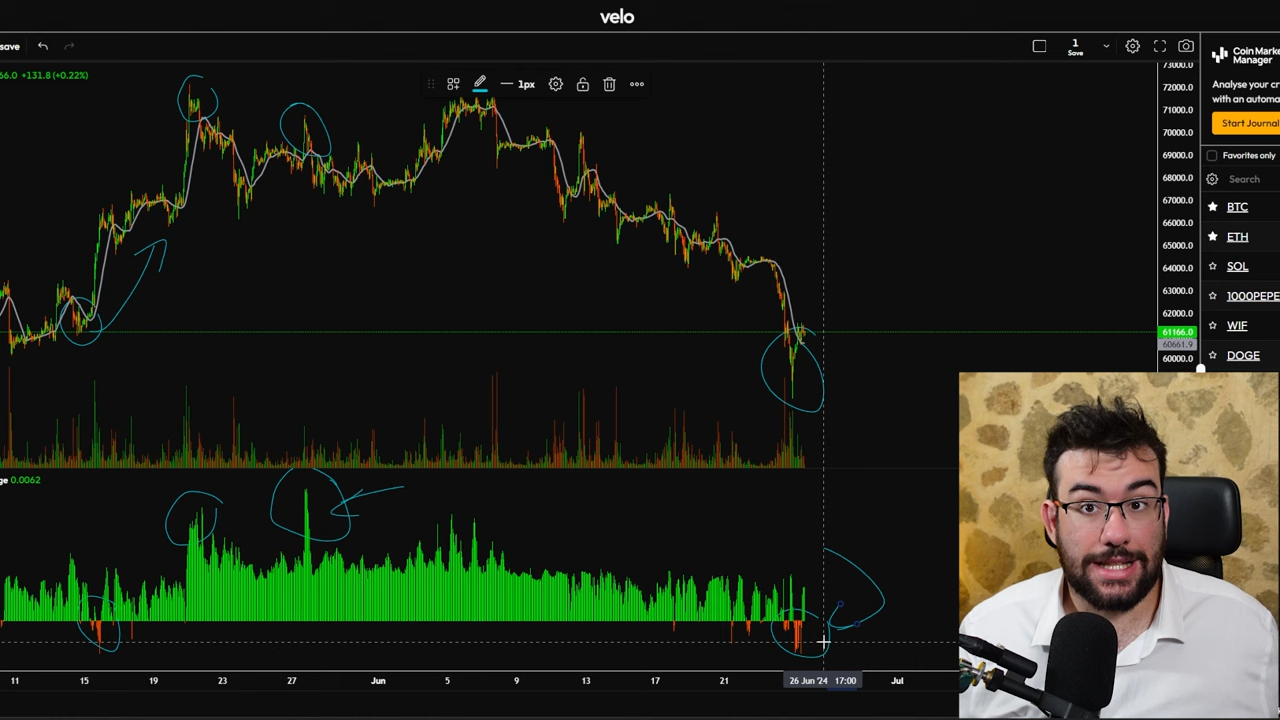 velo
save
1
Save
66.0 +131.8 (+0.22%)
1px
73000.0
72000.0
71000.0
70000.0
69000.0
68000.0
67000.0
66000.0
65000.0
64000.0
63000.0
62000.0
61166.0
60661.9
60000.0
Coin Marke
Manager
Analyse your cr
with an automa
Start Journal
Favorites only
Search
BTC
ETH
SOL
1000PEPE
WIF
DOGE
ge 0.0062
11
15
19
23
27
Jun
5
9
13
17
21
26 Jun '24 17:00
Jul